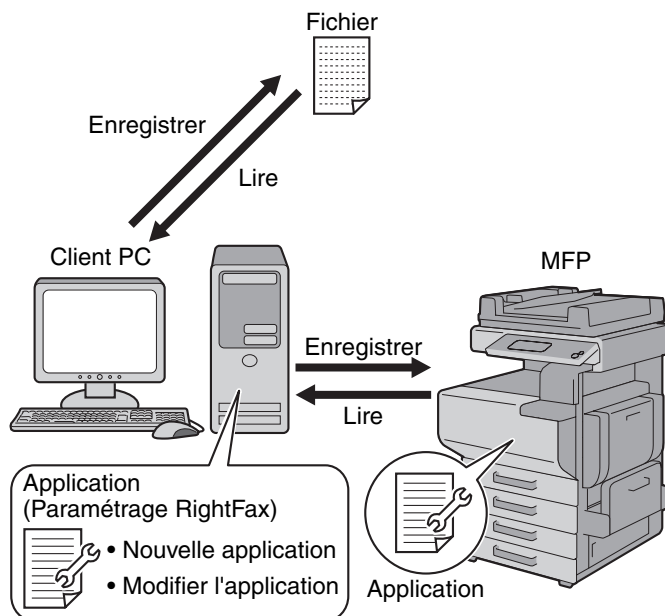 Fichier
Enregistrer
Lire
Client PC
MFP
Enregistrer
Lire
Application
(Paramétrage RightFax)
• Nouvelle application
• Modifier l'application
Application